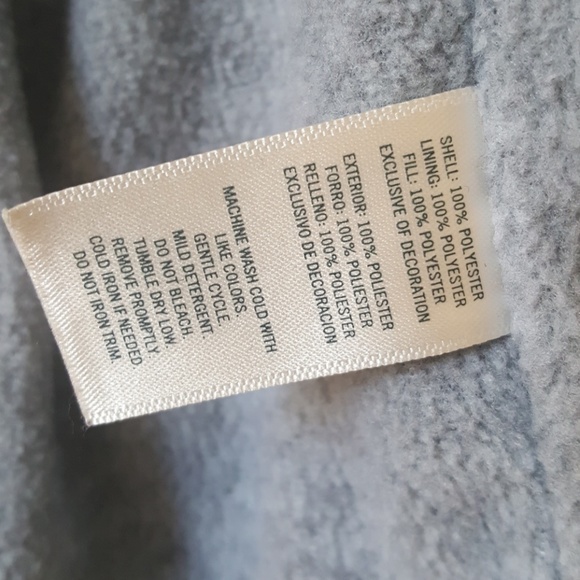 SHELL: 100% POLYESTER
LINING: 100% POLYESTER
FILL: 100% POLYESTER
EXCLUSIVE OF DECORATION
EXTERIOR: 100% POLIESTER
FORRO: 100% POLIESTER
RELLENO: 100% POLIESTER
EXCLUSIVO DE DECORACION
MACHINE WASH COLD WITH
LIKE COLORS.
GENTLE CYCLE.
MILD DETERGENT.
DO NOT BLEACH.
TUMBLE DRY LOW.
REMOVE PROMPTLY
COLD IRON IF NEEDED
DO NOT IRON TRIM.